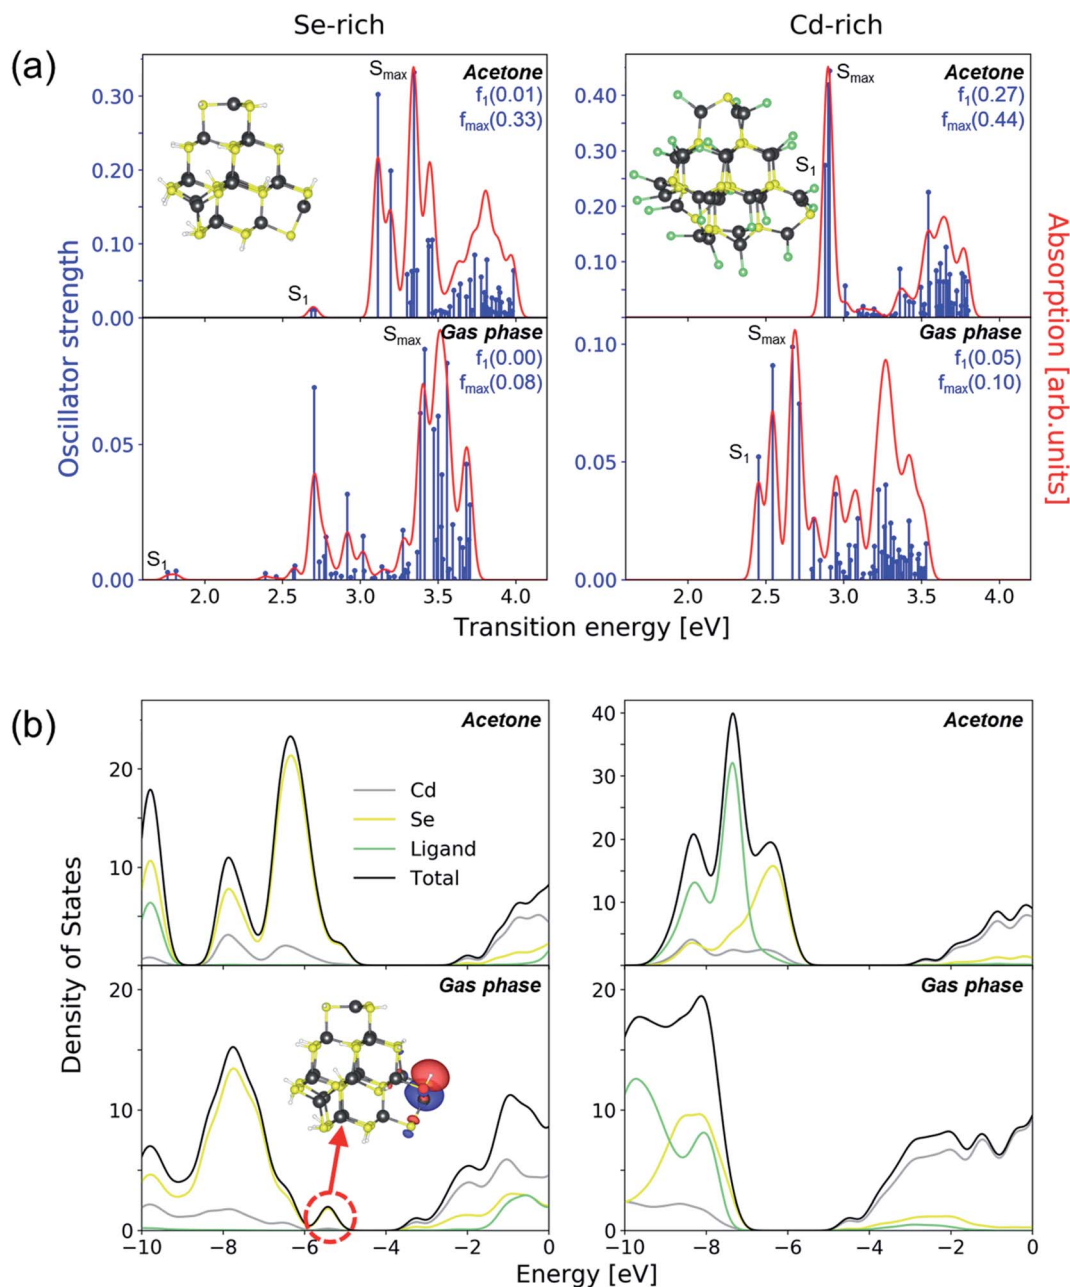 Se-rich
Cd-rich
(a)
Oscillator strength
Absorption [arb.units]
0.30
0.20
0.10
0.00
S1
Smax
Acetone
f1(0.01)
fmax(0.33)
0.40
0.30
0.20
0.10
0.00
S1
Smax
Acetone
f1(0.27)
fmax(0.44)
0.05
0.00
S1
Smax
Gas phase
f1(0.00)
fmax(0.08)
2.0 2.5 3.0 3.5 4.0
0.10
0.05
0.00
S1
Smax
Gas phase
f1(0.05)
fmax(0.10)
2.0 2.5 3.0 3.5 4.0
Transition energy [eV]
(b)
Density of States
20
10
0
Acetone
Cd
Se
Ligand
Total
40
30
20
10
0
Acetone
20
10
0
Gas phase
−10 −8 −6 −4 −2 0
20
10
0
Gas phase
−10 −8 −6 −4 −2 0
Energy [eV]